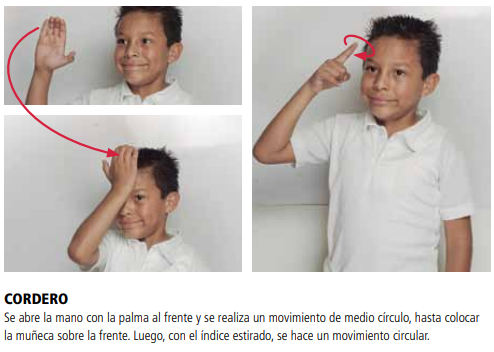 CORDERO
Se abre la mano con la palma al frente y se realiza un movimiento de medio círculo, hasta colocar
la muñeca sobre la frente. Luego, con el índice estirado, se hace un movimiento circular.